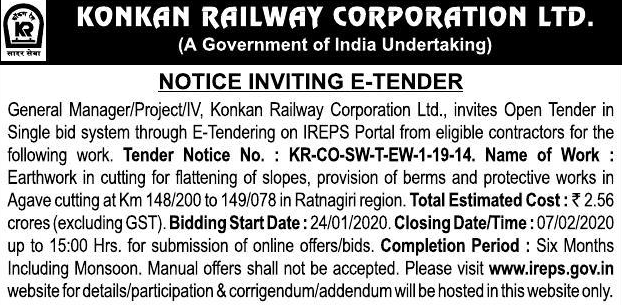 KONKAN RAILWAY CORPORATION LTD.
(A Government of India Undertaking)
KR
सादर सेवा
NOTICE INVITING E-TENDER
General Manager/Project/IV, Konkan Railway Corporation Ltd., invites Open Tender in
Single bid system through E-Tendering on IREPS Portal from eligible contractors for the
following work. Tender Notice No. : KR-CO-SW-T-EW-1-19-14. Name of Work :
Earthwork in cutting for flattening of slopes, provision of berms and protective works in
Agave cutting at Km 148/200 to 149/078 in Ratnagiri region. Total Estimated Cost : ₹ 2.56
crores (excluding GST). Bidding Start Date : 24/01/2020. Closing Date/Time : 07/02/2020
up to 15:00 Hrs. for submission of online offers/bids. Completion Period : Six Months
Including Monsoon. Manual offers shall not be accepted. Please visit www.ireps.gov.in
website for details/participation & corrigendum/addendum will be hosted in this website only.